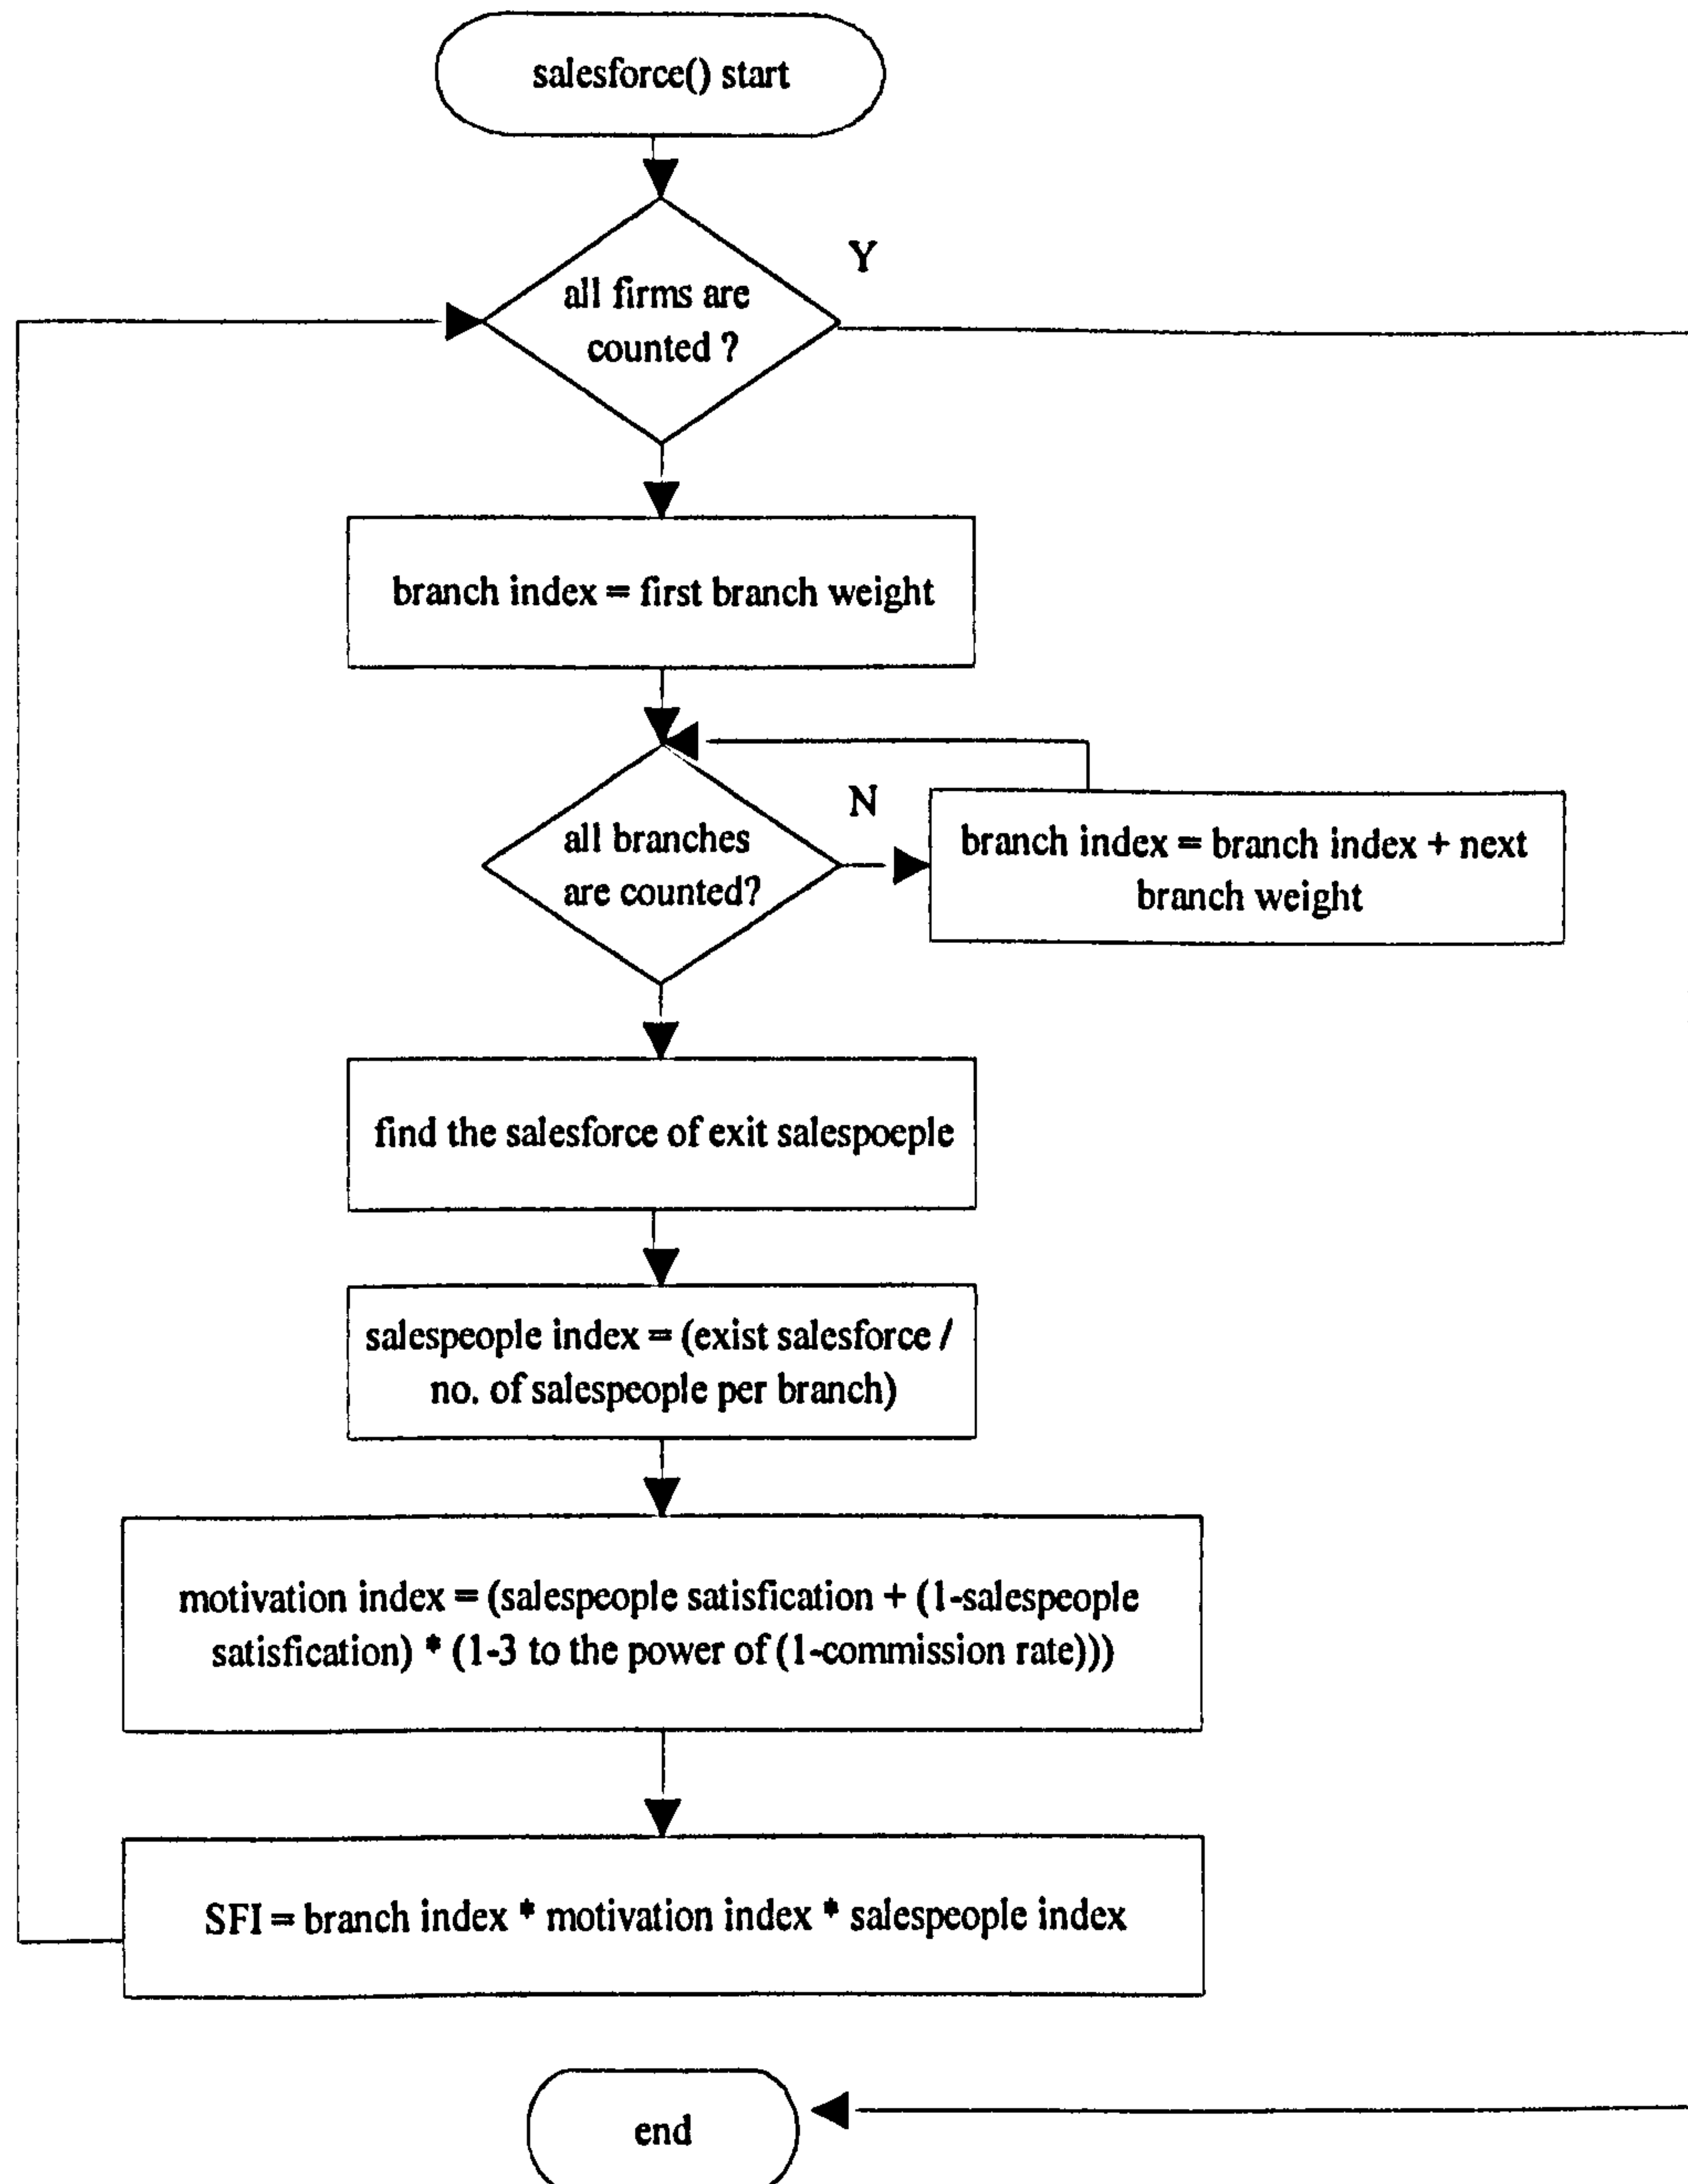 salesforce() start
Y
all firms are
counted ?
branch index = first branch weight
N
all branches
are counted?
branch index = branch index + next
branch weight
find the salesforce of exit salespoeple
salespeople index = (exist salesforce /
no. of salespeople per branch)
motivation index = (salespeople satisfication + (1-salespeople
satisfication) * (1-3 to the power of (1-commission rate)))
SFI = branch index * motivation index * salespeople index
end